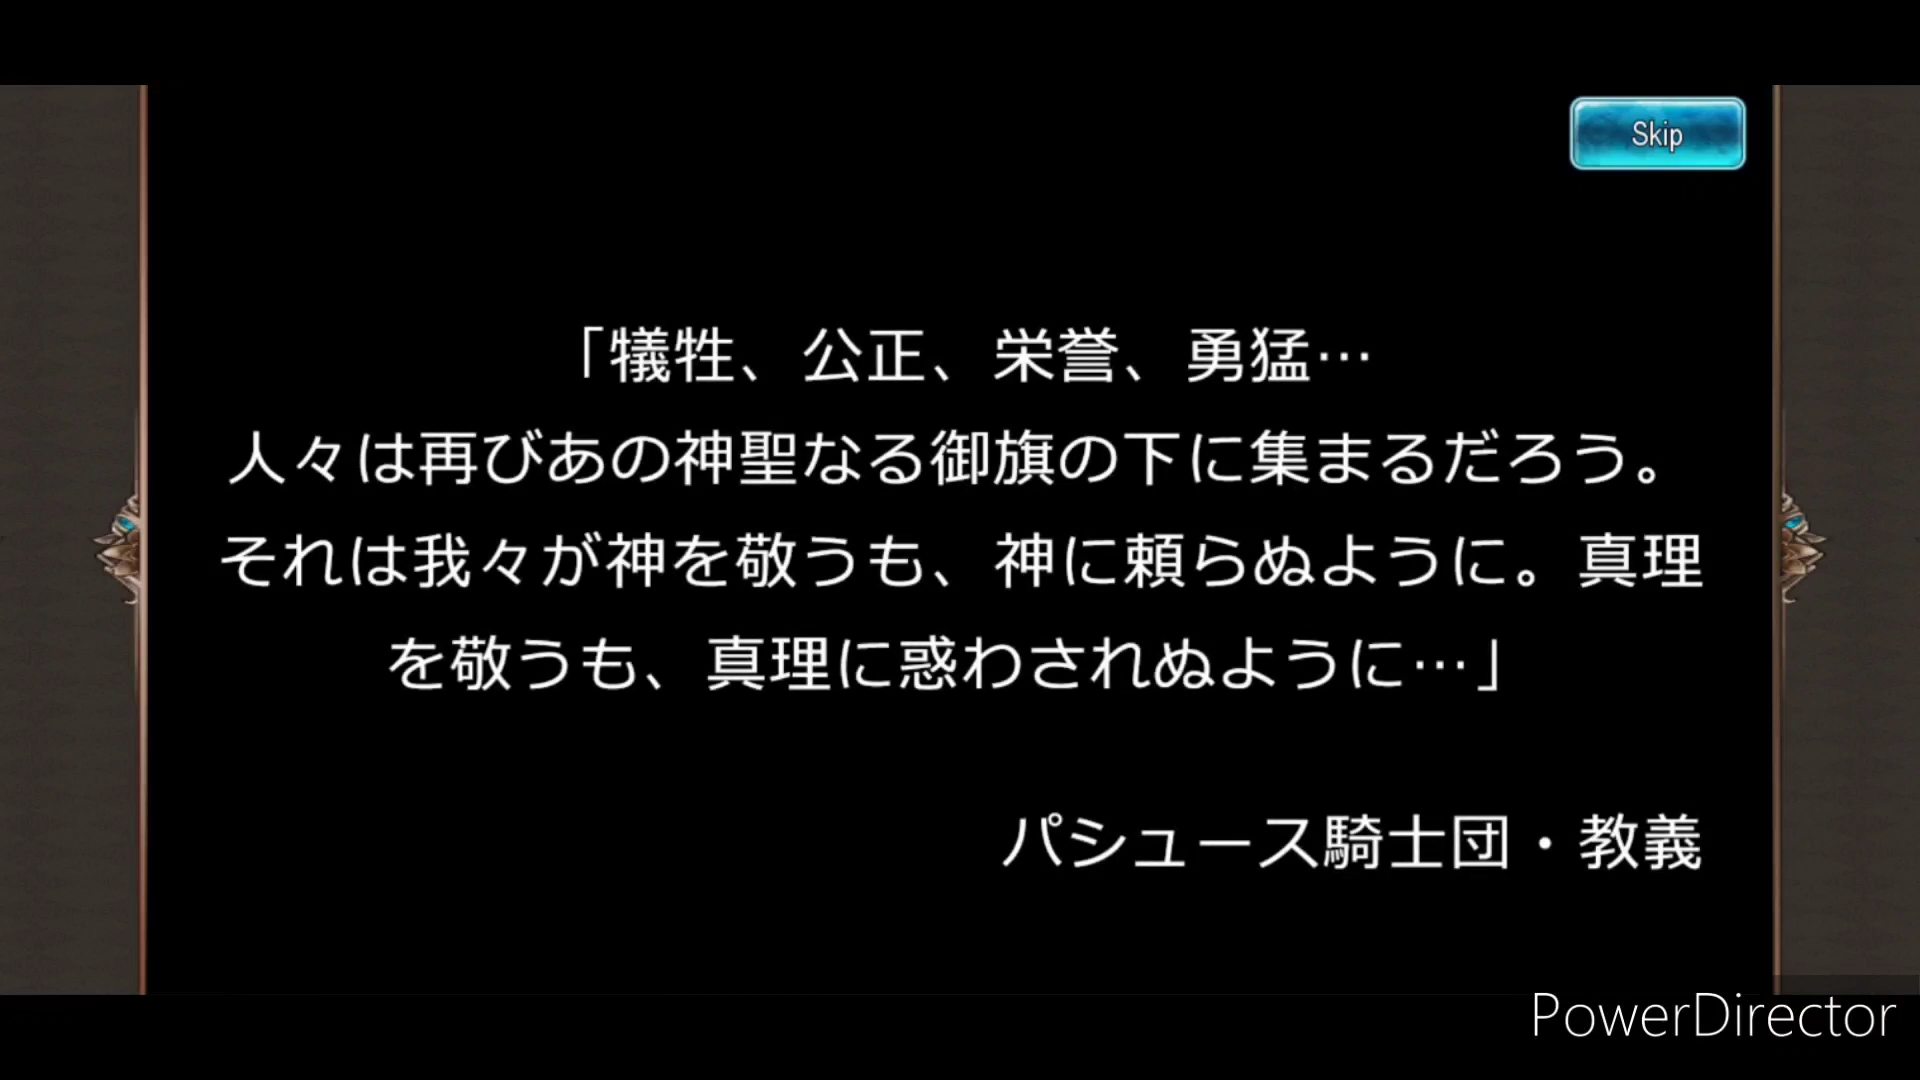 Skip
「犠牲、公正、栄誉、勇猛…
人々は再びあの神聖なる御旗の下に集まるだろう。
それは我々が神を敬うも、神に頼らぬように。真理
を敬うも、真理に惑わされぬように…」
パシュース騎士団・教義
PowerDirector